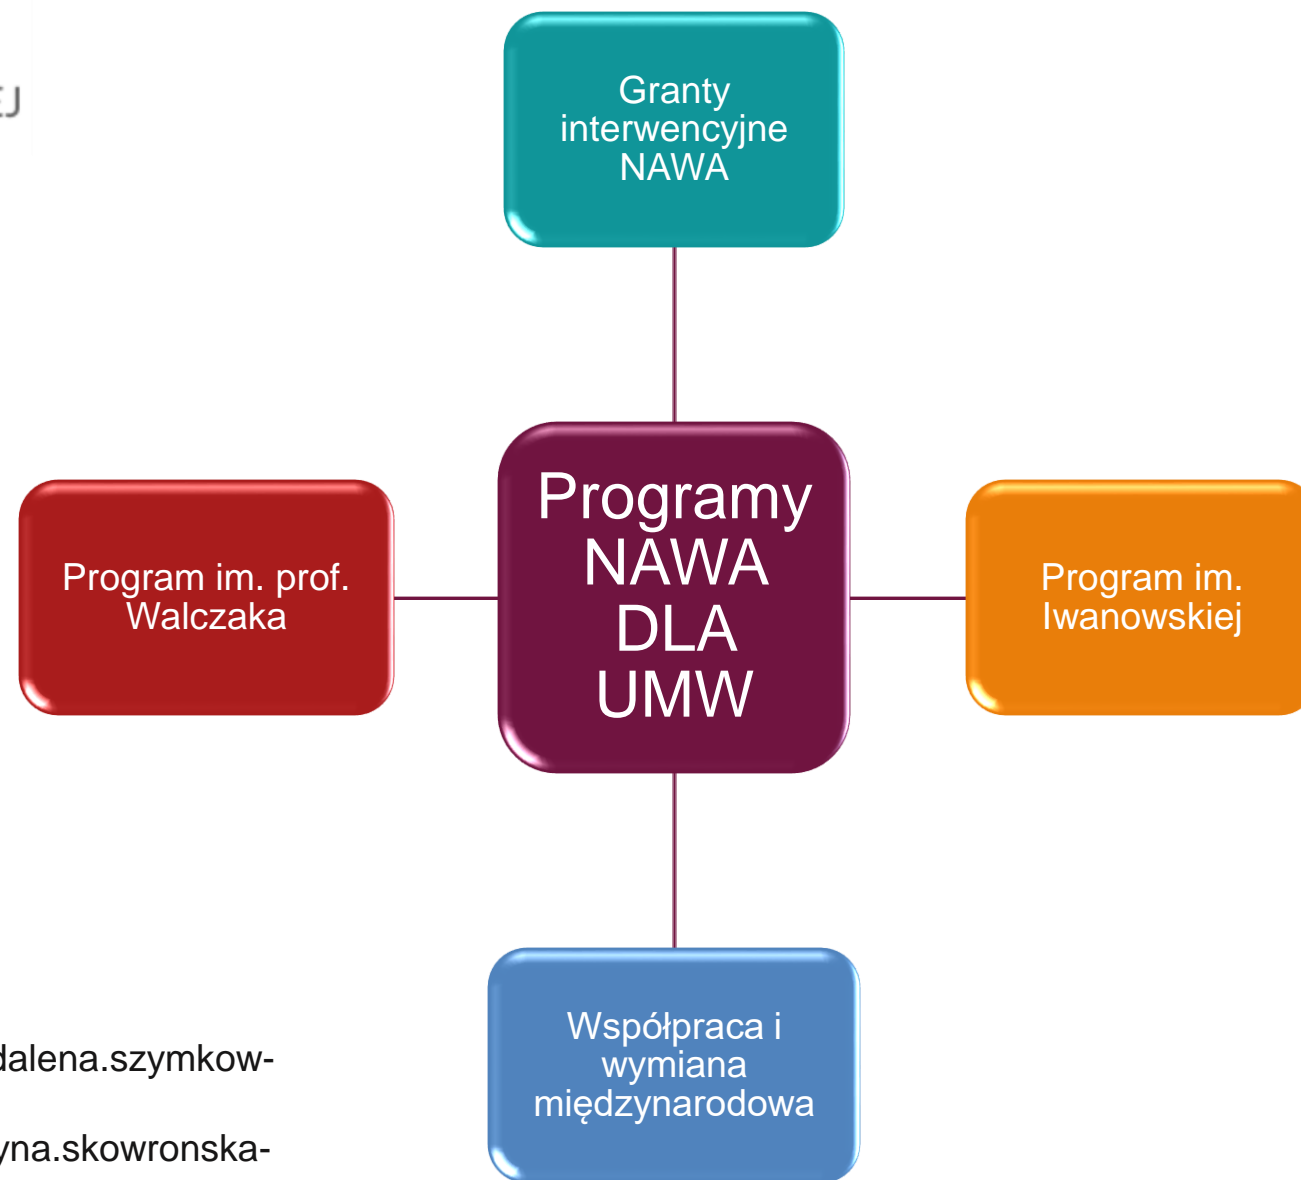 EJ
Granty
interwencyjne
NAWA
Programy
NAWA
DLA
UMW
Program im. prof.
Walczaka
Program im.
Iwanowskiej
Współpraca i
wymiana
międzynarodowa
dalena.szymkow-
yna.skowronska-